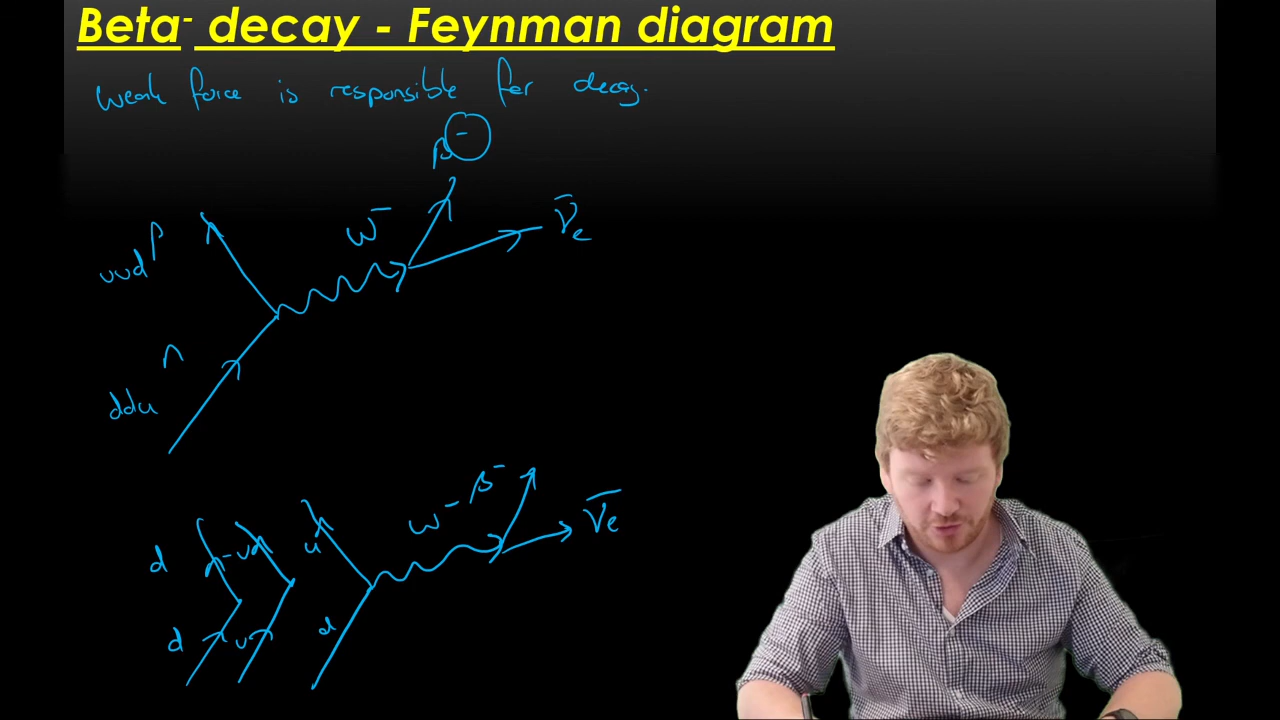 Beta⁻ decay - Feynman diagram
weak force is responsible for decay.
β⁻
W⁻
ν̄e
p
uud
n
ddu
β⁻
W⁻
ν̄e
d
u
u
d
u
d